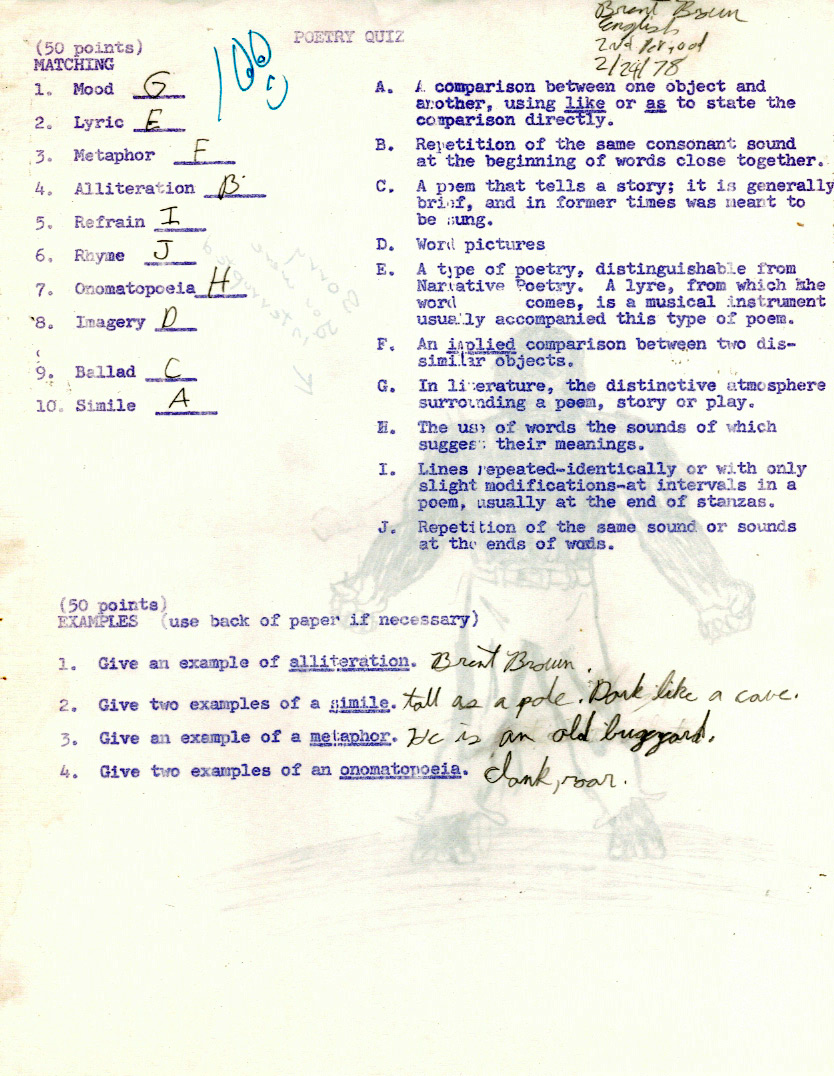 Brent Brown
English
2nd Period
2/24/78
POETRY QUIZ
100
(50 points)
MATCHING
1. Mood G
2. Lyric E
3. Metaphor F
4. Alliteration B
5. Refrain I
6. Rhyme J
7. Onomatopoeia H
8. Imagery D
9. Ballad C
10. Simile A
A. A comparison between one object and
another, using like or as to state the
comparison directly.
B. Repetition of the same consonant sound
at the beginning of words close together.
C. A poem that tells a story; it is generally
brief, and in former times was meant to
be sung.
D. Word pictures
E. A type of poetry, distinguishable from
Narrative Poetry. A lyre, from which the
word comes, is a musical instrument
usually accompanied this type of poem.
F. An implied comparison between two dis-
similar objects.
G. In literature, the distinctive atmosphere
surrounding a poem, story or play.
H. The use of words the sounds of which
suggest their meanings.
I. Lines repeated-identically or with only
slight modifications-at intervals in a
poem, usually at the end of stanzas.
J. Repetition of the same sound or sounds
at the ends of words.
(50 points)
EXAMPLES (use back of paper if necessary)
1. Give an example of alliteration. Brent Brown.
2. Give two examples of a simile. tall as a pole. Dark like a cave.
3. Give an example of a metaphor. He is an old buzzard.
4. Give two examples of an onomatopoeia. clank, roar.